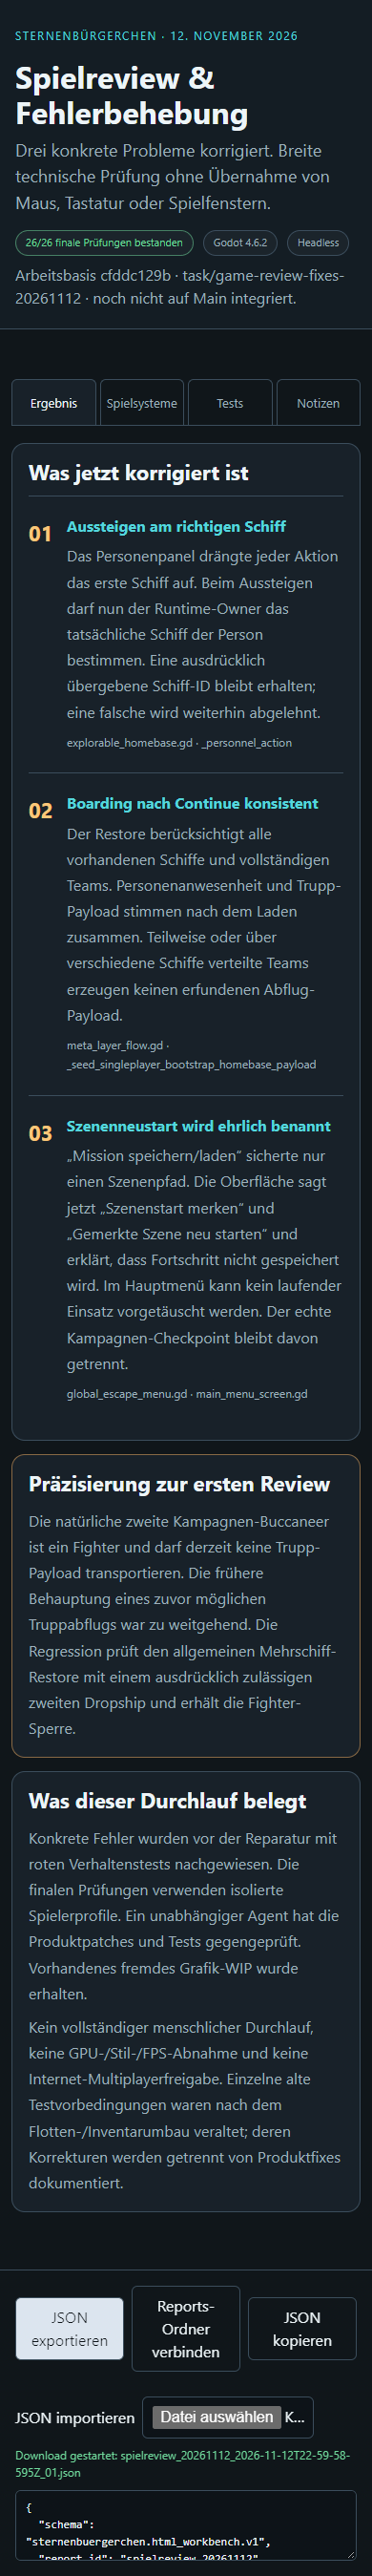 STERNENBÜRGERCHEN · 12. NOVEMBER 2026
Spielreview &
Fehlerbehebung
Drei konkrete Probleme korrigiert. Breite
technische Prüfung ohne Übernahme von
Maus, Tastatur oder Spielfenstern.
26/26 finale Prüfungen bestanden
Godot 4.6.2
Headless
Arbeitsbasis cfddc129b · task/game-review-fixes-
20261112 · noch nicht auf Main integriert.
Ergebnis
Spielsysteme
Tests
Notizen
Was jetzt korrigiert ist
01
Aussteigen am richtigen Schiff
Das Personenpanel drängte jeder Aktion
das erste Schiff auf. Beim Aussteigen
darf nun der Runtime-Owner das
tatsächliche Schiff der Person
bestimmen. Eine ausdrücklich
übergebene Schiff-ID bleibt erhalten;
eine falsche wird weiterhin abgelehnt.
explorable_homebase.gd · _personnel_action
02
Boarding nach Continue konsistent
Der Restore berücksichtigt alle
vorhandenen Schiffe und vollständigen
Teams. Personenanwesenheit und Trupp-
Payload stimmen nach dem Laden
zusammen. Teilweise oder über
verschiedene Schiffe verteilte Teams
erzeugen keinen erfundenen Abflug-
Payload.
meta_layer_flow.gd ·
_seed_singleplayer_bootstrap_homebase_payload
03
Szenenneustart wird ehrlich benannt
„Mission speichern/laden“ sicherte nur
einen Szenenpfad. Die Oberfläche sagt
jetzt „Szenenstart merken“ und
„Gemerkte Szene neu starten“ und
erklärt, dass Fortschritt nicht gespeichert
wird. Im Hauptmenü kann kein laufender
Einsatz vorgetäuscht werden. Der echte
Kampagnen-Checkpoint bleibt davon
getrennt.
global_escape_menu.gd · main_menu_screen.gd
Präzisierung zur ersten Review
Die natürliche zweite Kampagnen-Buccaneer
ist ein Fighter und darf derzeit keine Trupp-
Payload transportieren. Die frühere
Behauptung eines zuvor möglichen
Truppabflugs war zu weitgehend. Die
Regression prüft den allgemeinen Mehrschiff-
Restore mit einem ausdrücklich zulässigen
zweiten Dropship und erhält die Fighter-
Sperre.
Was dieser Durchlauf belegt
Konkrete Fehler wurden vor der Reparatur mit
roten Verhaltenstests nachgewiesen. Die
finalen Prüfungen verwenden isolierte
Spielerprofile. Ein unabhängiger Agent hat die
Produktpatches und Tests gegengeprüft.
Vorhandenes fremdes Grafik-WIP wurde
erhalten.
Kein vollständiger menschlicher Durchlauf,
keine GPU-/Stil-/FPS-Abnahme und keine
Internet-Multiplayerfreigabe. Einzelne alte
Testvorbedingungen waren nach dem
Flotten-/Inventarumbau veraltet; deren
Korrekturen werden getrennt von Produktfixes
dokumentiert.
JSON
exportieren
Reports-
Ordner
verbinden
JSON
kopieren
JSON importieren
Datei auswählen K...
Download gestartet: spielreview_20261112_2026-11-12T22-59-58-
595Z_01.json
{
"schema":
"sternenbuergerchen.html_workbench.v1",
"report_id": "spielreview_20261112",